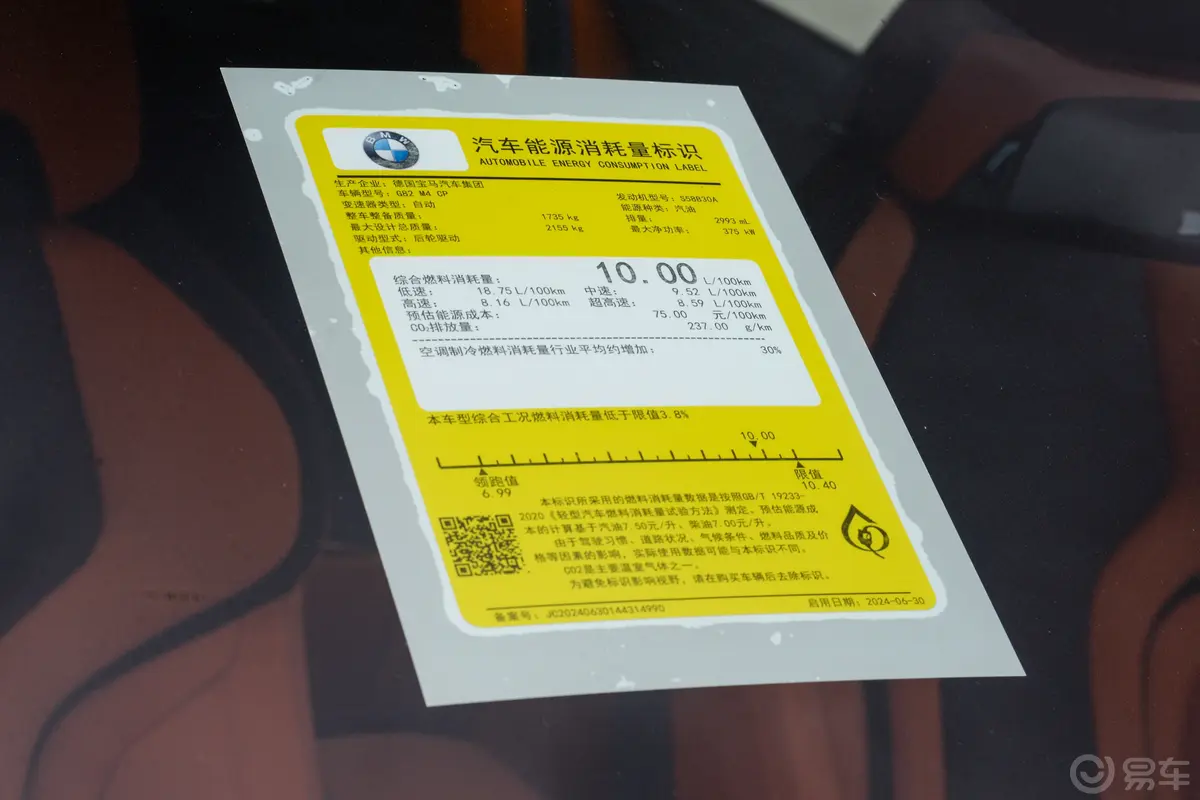 BMW
汽车能源消耗量标识
AUTOMOBILE ENERGY CONSUMPTION LABEL
生产企业：德国宝马汽车集团
车辆型号：G82 M4 CP
发动机型号：S58B30A
变速器类型：自动
能源种类：汽油
整车整备质量：1735 kg
排量：2993 mL
最大设计总质量：2155 kg
最大净功率：375 kW
驱动型式：后轮驱动
其他信息：
综合燃料消耗量：10.00 L/100km
低速：18.75 L/100km 中速：9.52 L/100km
高速：8.16 L/100km 超高速：8.59 L/100km
预估能源成本：75.00 元/100km
CO₂排放量：237.00 g/km
空调制冷燃料消耗量行业平均约增加：30%
本车型综合工况燃料消耗量低于限值3.8%
10.00
领跑值
6.99
限值
10.40
本标识所采用的燃料消耗量数据是按照GB/T 19233-
2020《轻型汽车燃料消耗量试验方法》测定。预估能源成
本的计算基于汽油7.50元/升、柴油7.00元/升。
由于驾驶习惯、道路状况、气候条件、燃料品质及价
格等因素的影响，实际使用数据可能与本标识不同。
CO2是主要温室气体之一。
为避免标识影响视野，请在购买车辆后去除标识。
备案号：JC20240630144314990
启用日期：2024-06-30
易车